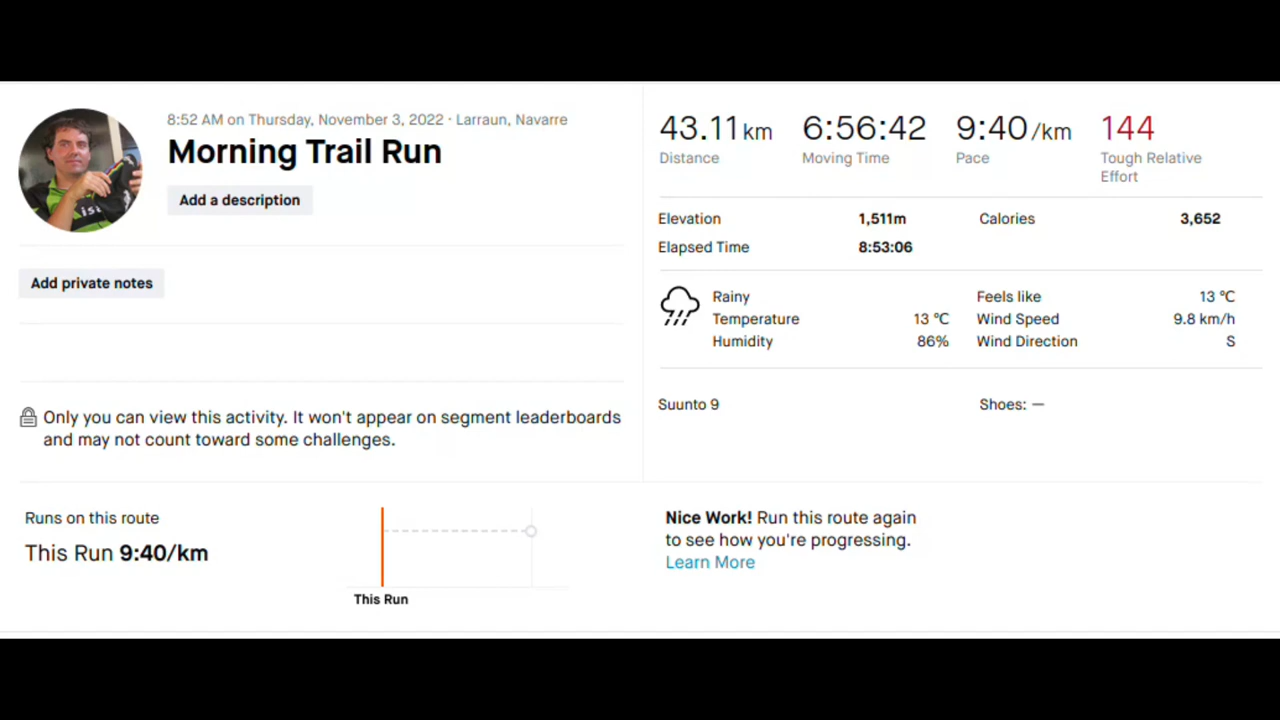 8:52 AM on Thursday, November 3, 2022 · Larraun, Navarre
Morning Trail Run
Add a description
Add private notes
Only you can view this activity. It won't appear on segment leaderboards
and may not count toward some challenges.
43.11 km 6:56:42 9:40 /km 144
Distance Moving Time Pace Tough Relative
Effort
Elevation 1,511m Calories 3,652
Elapsed Time 8:53:06
Rainy Feels like 13 ℃
Temperature 13 ℃ Wind Speed 9.8 km/h
Humidity 86% Wind Direction S
Suunto 9 Shoes: —
Runs on this route
This Run 9:40/km
This Run
Nice Work! Run this route again
to see how you're progressing.
Learn More